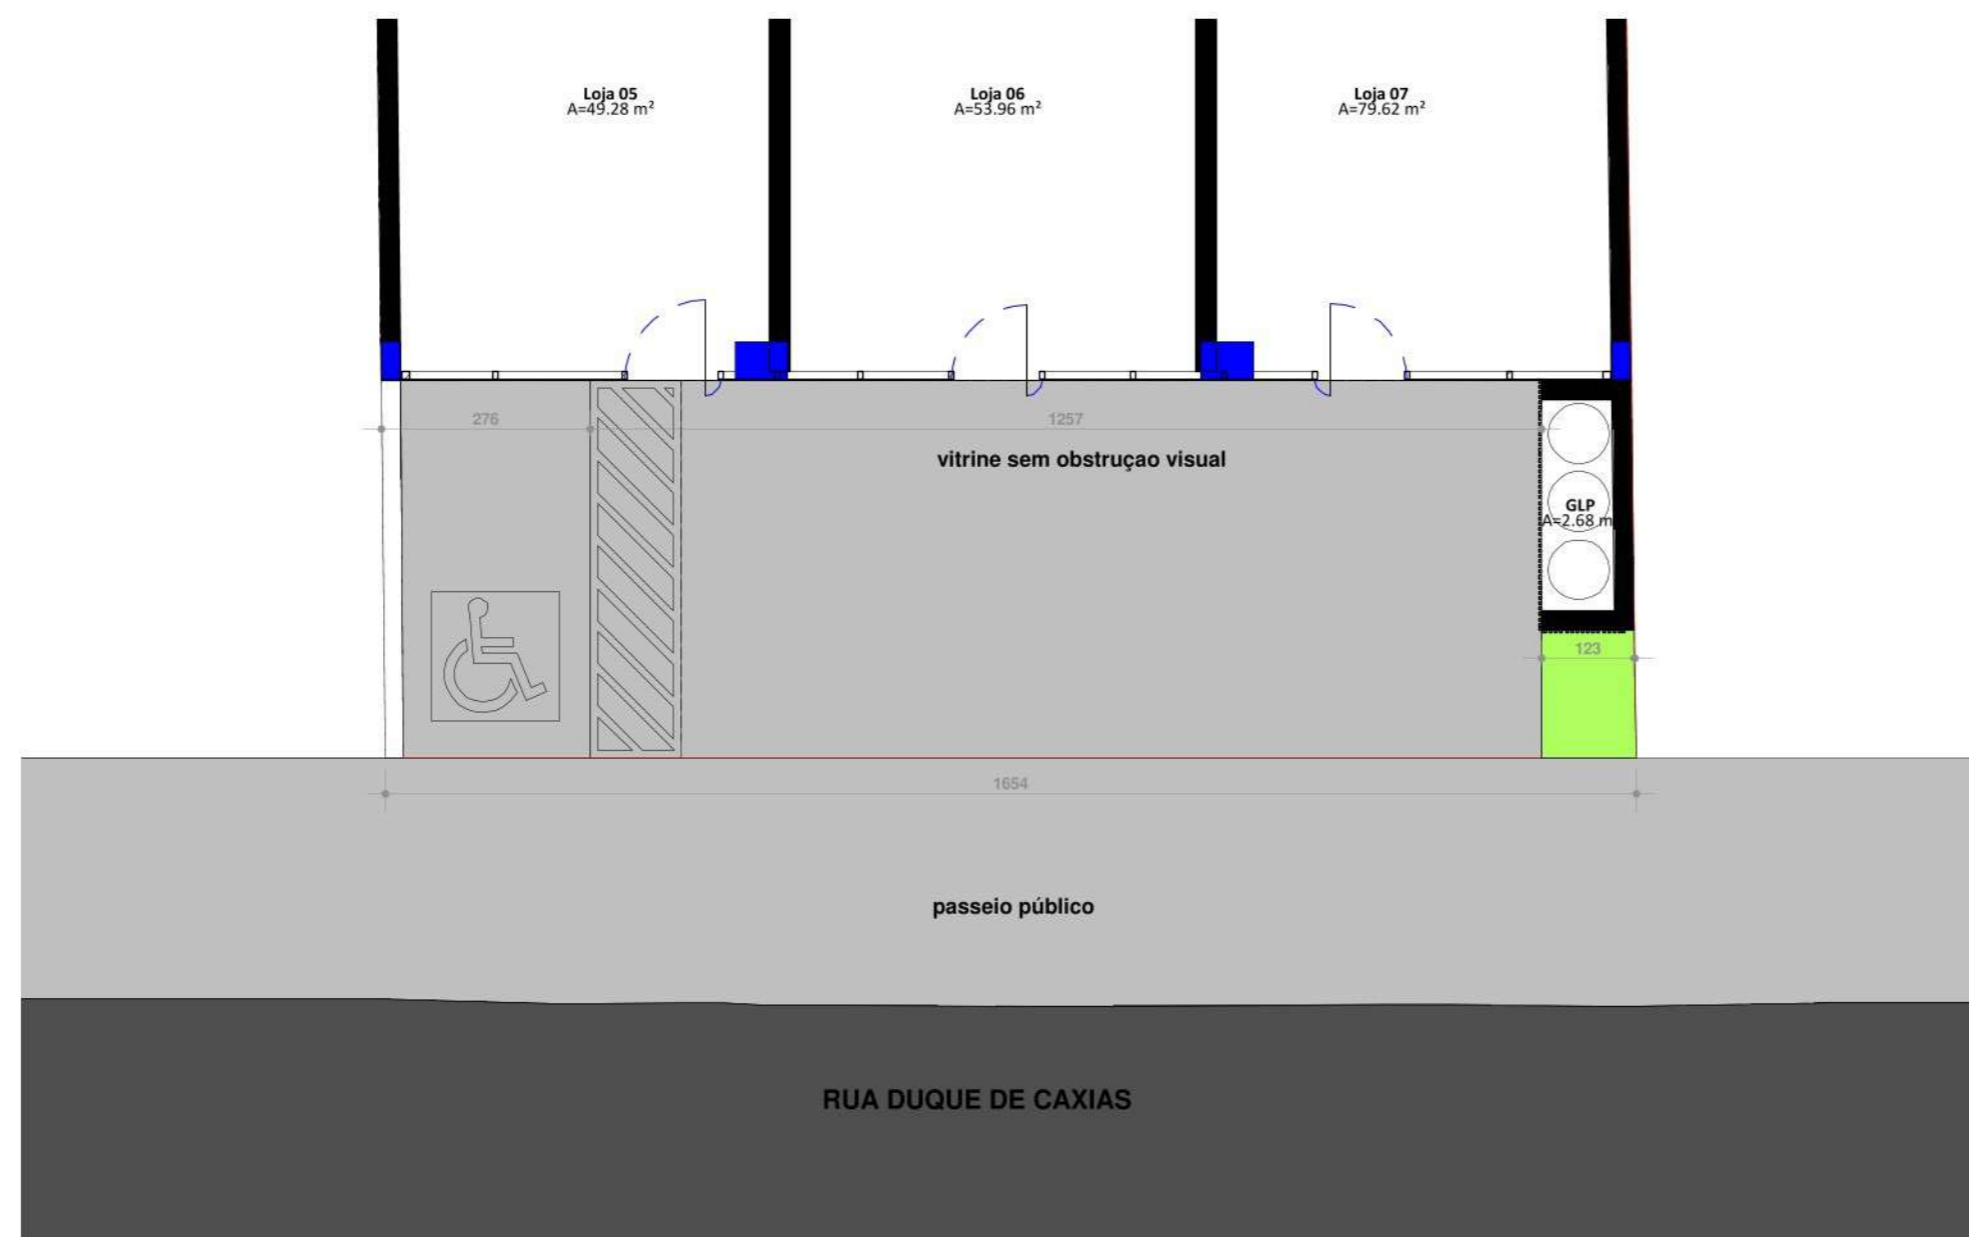 Loja 05
A=49.28 m²
Loja 06
A=53.96 m²
Loja 07
A=79.62 m²
276
1257
vitrine sem obstruçao visual
GLP
A=2.68 m
123
1654
passeio público
RUA DUQUE DE CAXIAS